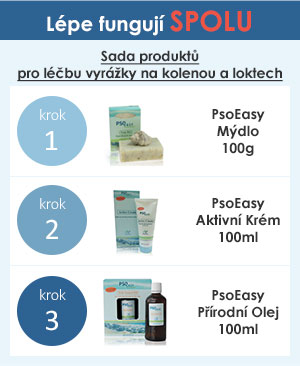 Lépe fungují SPOLU
Sada produktů
pro léčbu vyrážky na kolenou a loktech
krok
1
PsoEasy
Mýdlo
100g
krok
2
PsoEasy
Aktivní Krém
100ml
krok
3
PsoEasy
Přírodní Olej
100ml